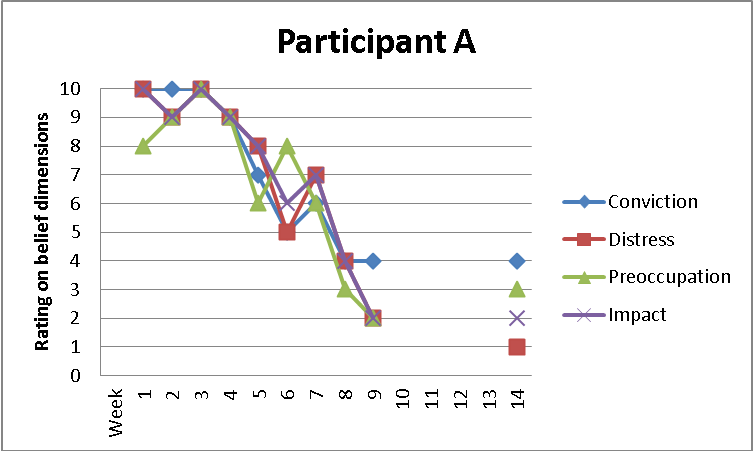 Participant A
Rating on belief dimensions
10
9
8
7
6
5
4
3
2
1
0
Week 1 2 3 4 5 6 7 8 9 10 11 12 13 14
Conviction
Distress
Preoccupation
Impact